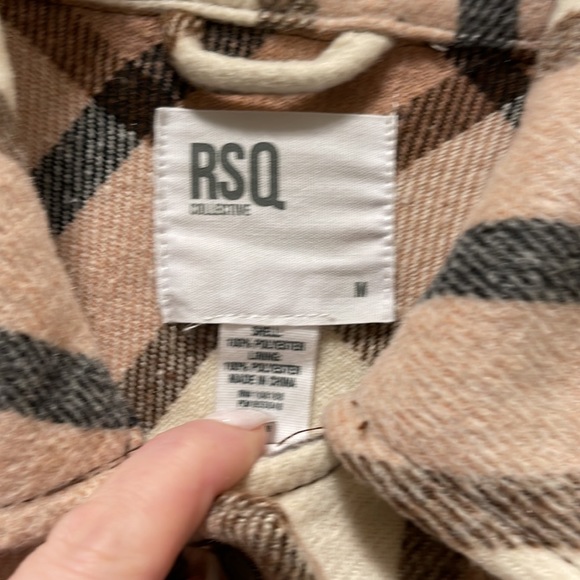 RSQ
COLLECTIVE
M
SHELL:
100% POLYESTER
LINING:
100% POLYESTER
MADE IN CHINA